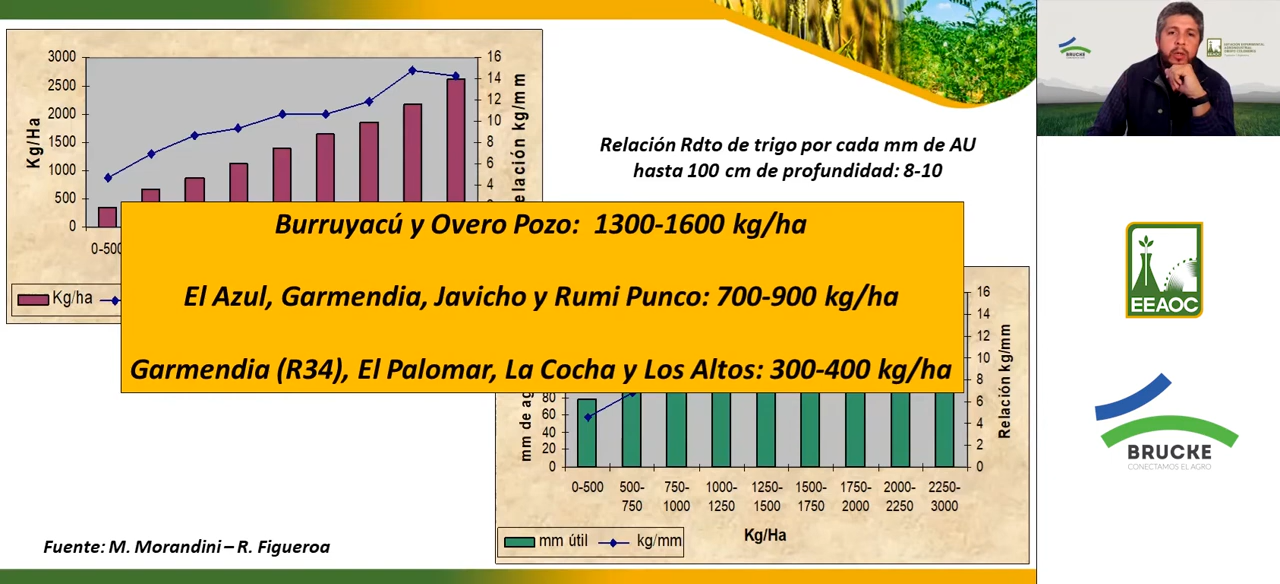 3000
2500
2000
1500
1000
500
0
Kg/Ha
16
14
12
10
8
6
4
elación kg/mm
0-500
Kg/ha
Relación Rdto de trigo por cada mm de AU
hasta 100 cm de profundidad: 8-10
Burruyacú y Overo Pozo: 1300-1600 kg/ha
El Azul, Garmendia, Javicho y Rumi Punco: 700-900 kg/ha
Garmendia (R34), El Palomar, La Cocha y Los Altos: 300-400 kg/ha
mm de ag
80
60
40
20
0
16
14
12
10
8
6
4
2
0
Relación kg/mm
0-500 500-750 750-1000 1000-1250 1250-1500 1500-1750 1750-2000 2000-2250 2250-3000
Kg/Ha
mm útil kg/mm
Fuente: M. Morandini – R. Figueroa
BRUCKE
EEAOC
BRUCKE
CONECTAMOS EL AGRO